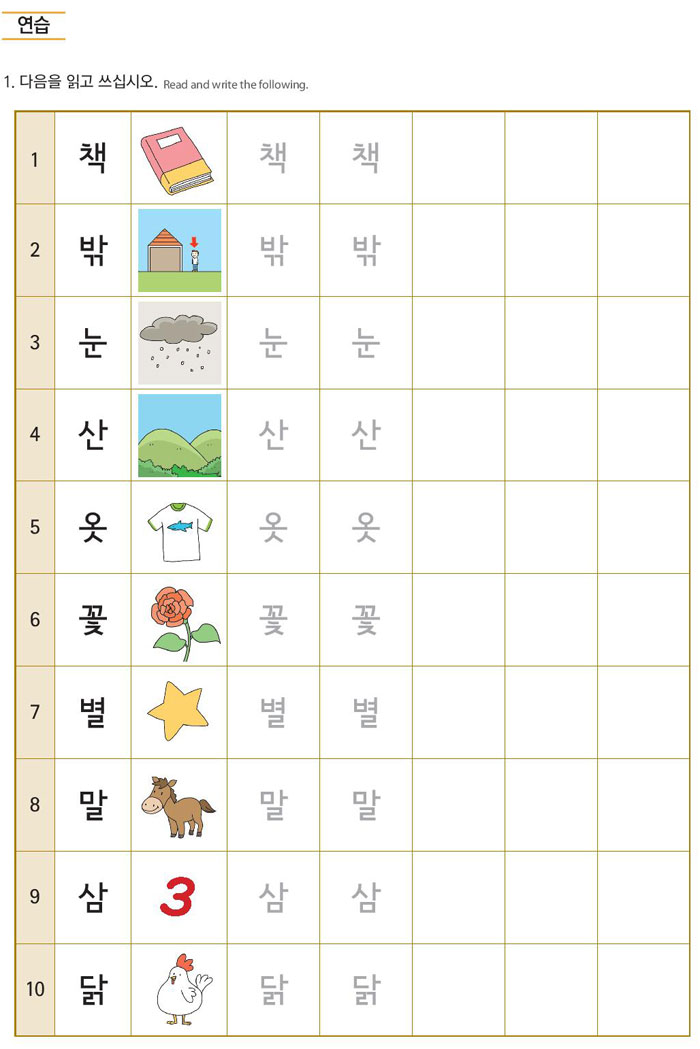 연습
1. 다음을 읽고 쓰십시오. Read and write the following.
1 책 책 책
2 밖 밖 밖
3 눈 눈 눈
4 산 산 산
5 옷 옷 옷
6 꽃 꽃 꽃
7 별 별 별
8 말 말 말
9 삼 3 삼 삼
10 닭 닭 닭